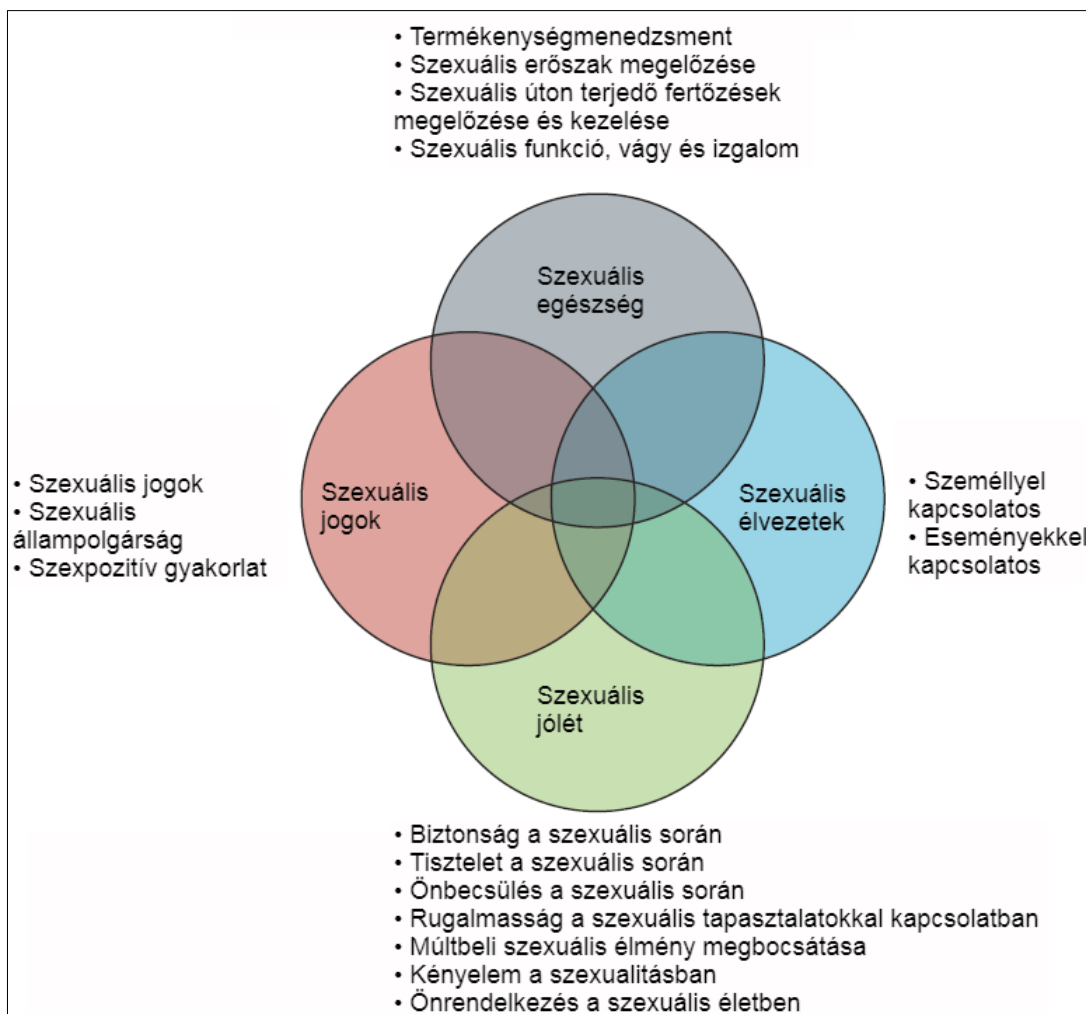 • Termékenységmenedzsment
• Szexuális erőszak megelőzése
• Szexuális úton terjedő fertőzések
megelőzése és kezelése
• Szexuális funkció, vágy és izgalom
Szexuális
egészség
• Szexuális jogok
• Szexuális
állampolgárság
• Szexpozitív gyakorlat
Szexuális
jogok
Szexuális
élvezetek
• Személlyel
kapcsolatos
• Eseményekkel
kapcsolatos
Szexuális
jólét
• Biztonság a szexuális során
• Tisztelet a szexuális során
• Önbecsülés a szexuális során
• Rugalmasság a szexuális tapasztalatokkal kapcsolatban
• Múltbeli szexuális élmény megbocsátása
• Kényelem a szexualitásban
• Önrendelkezés a szexuális életben